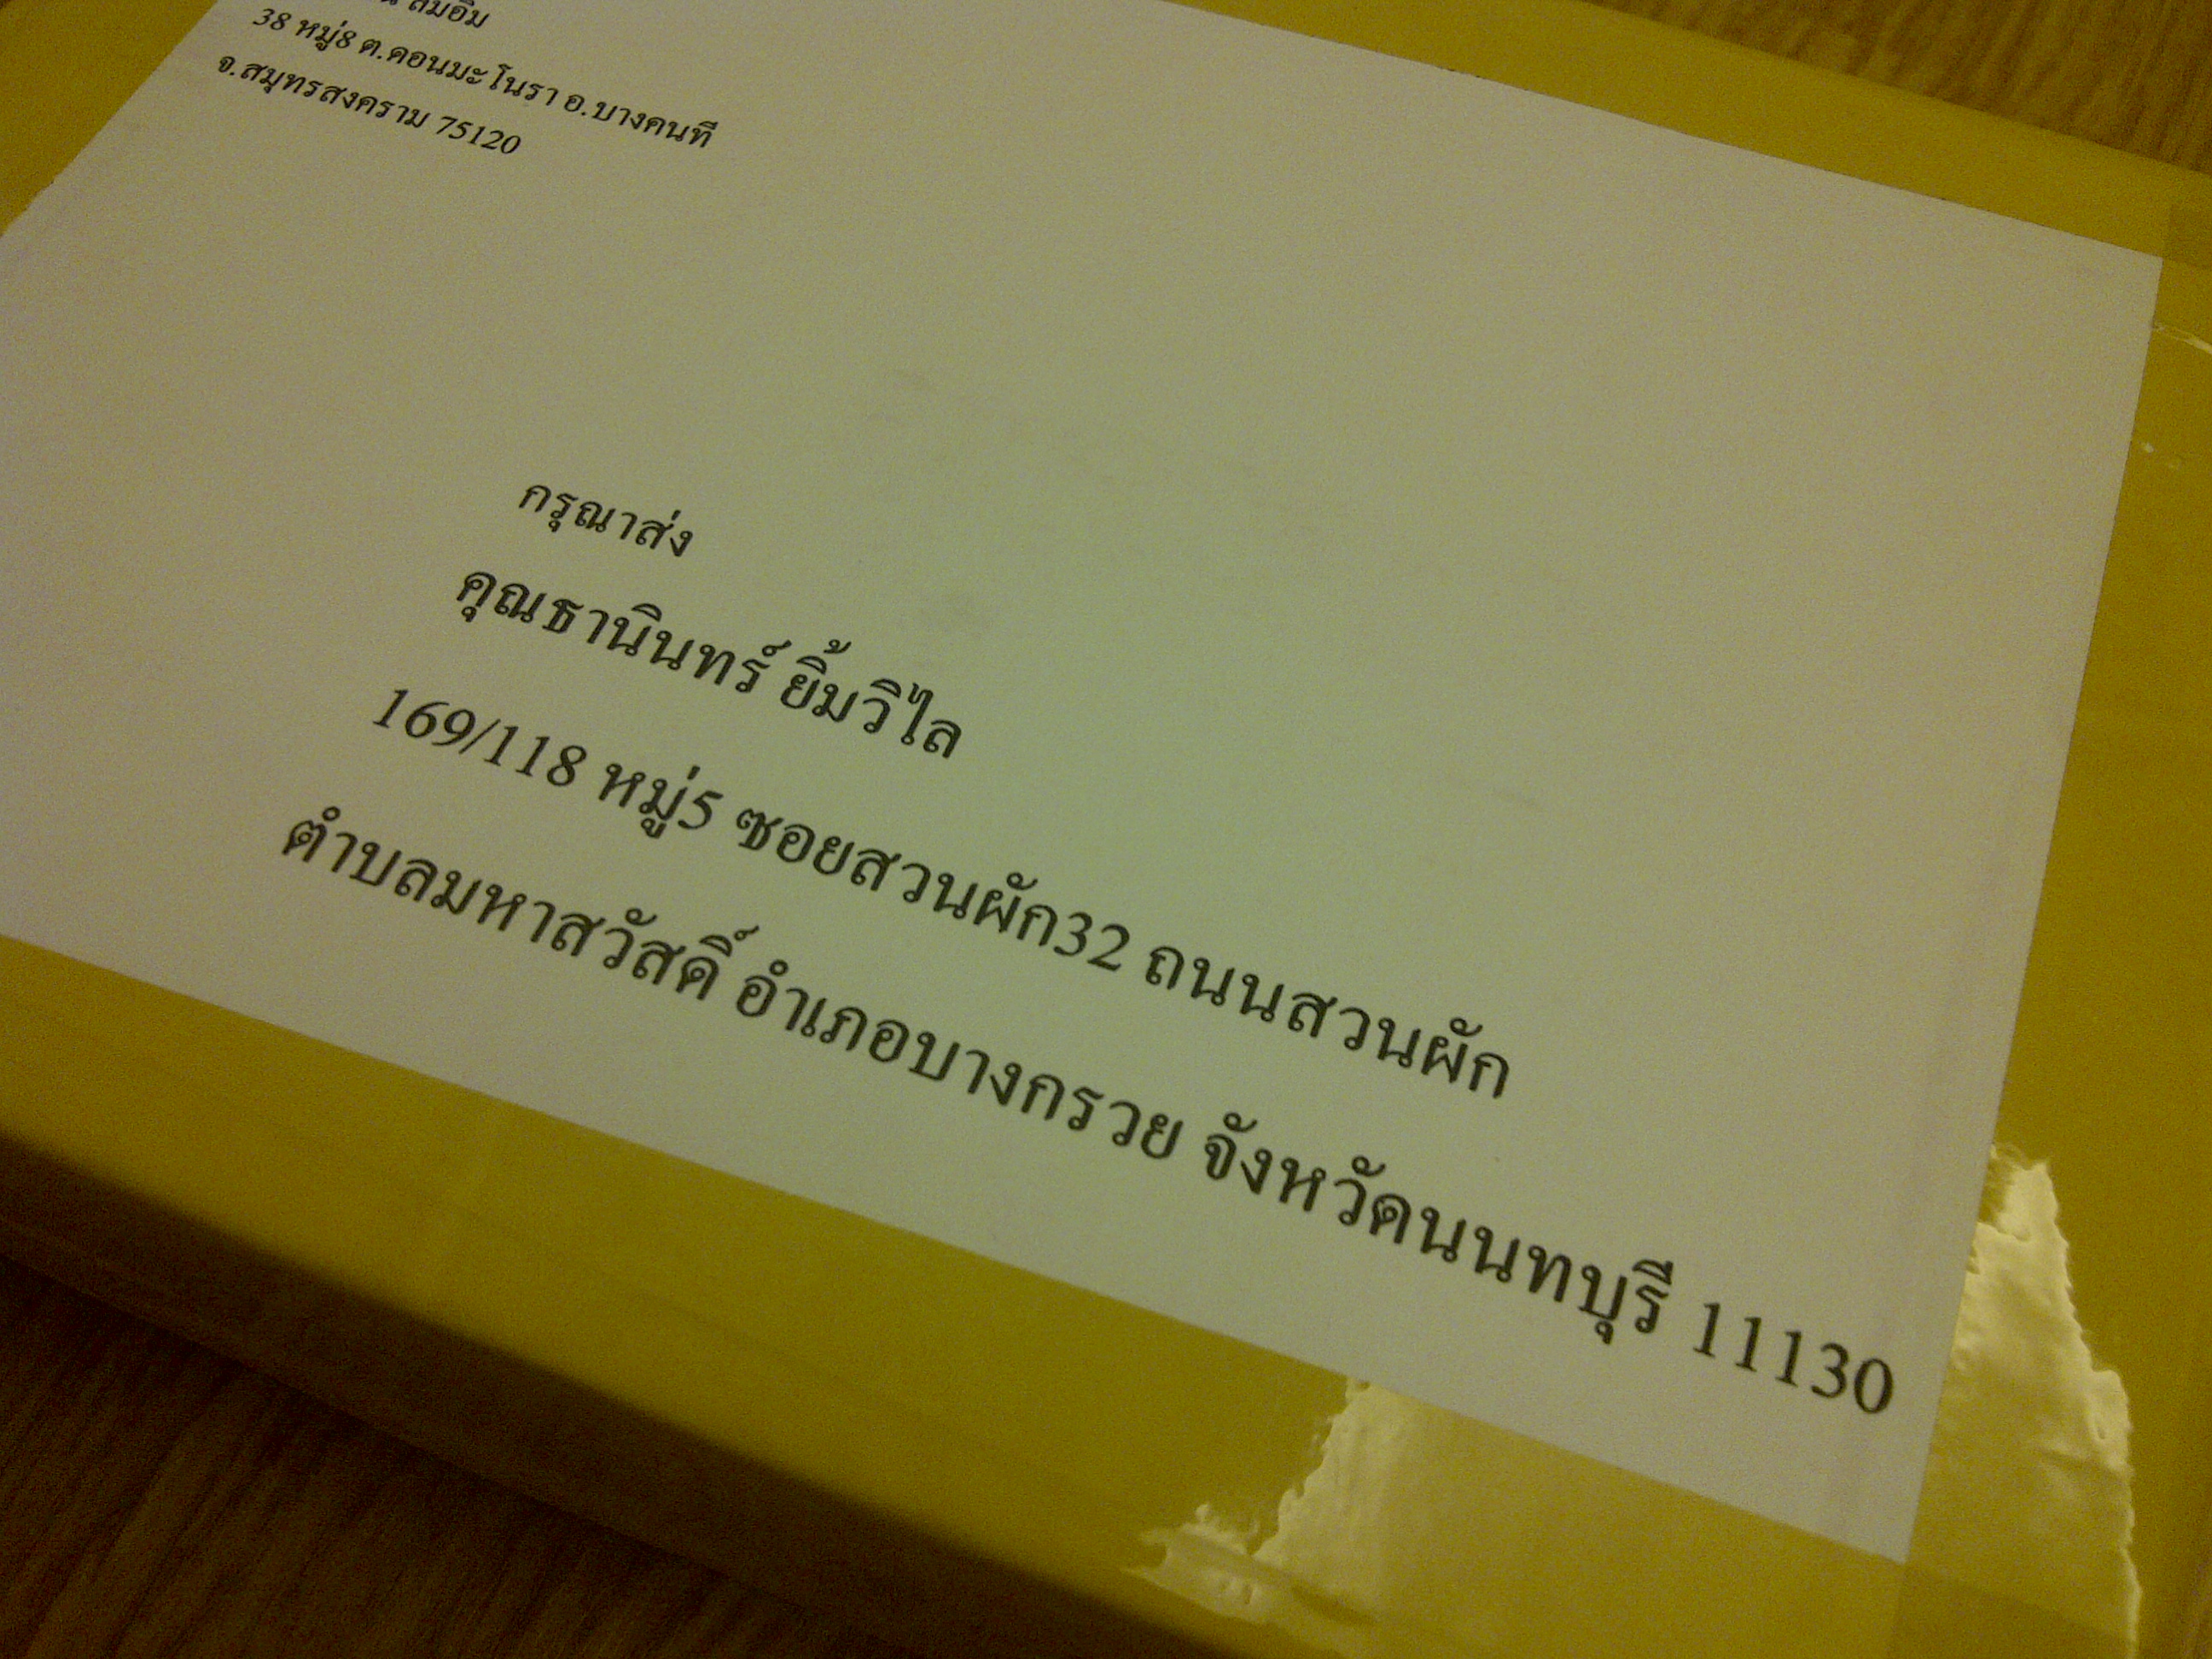 สมอิ่ม
38 หมู่8 ต.ดอนมะโนรา อ.บางคนที
จ.สมุทรสงคราม 75120
กรุณาส่ง
คุณธานินทร์ ยิ้มวิไล
169/118 หมู่5 ซอยสวนผัก32 ถนนสวนผัก
ตำบลมหาสวัสดิ์ อำเภอบางกรวย จังหวัดนนทบุรี 11130